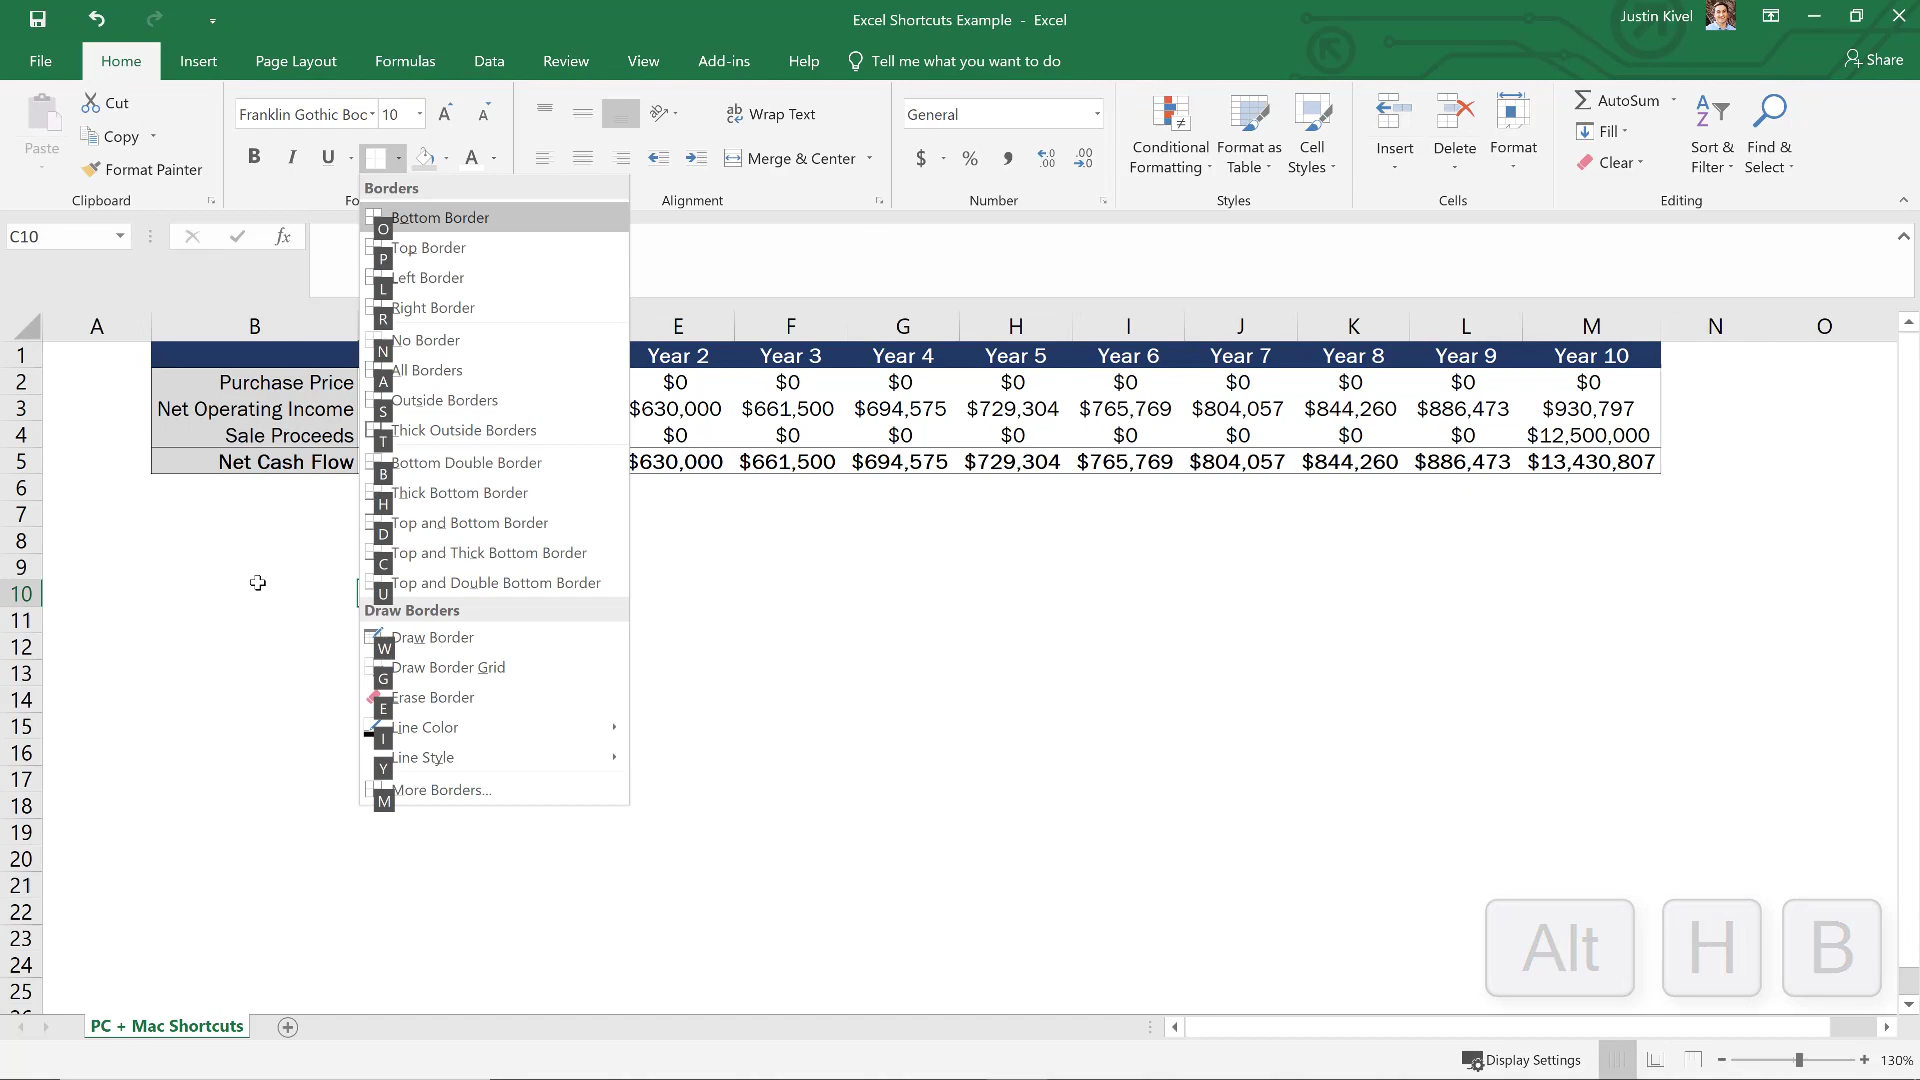 Excel Shortcuts Example - Excel
Justin Kivel
File Home Insert Page Layout Formulas Data Review View Add-ins Help Tell me what you want to do
Share
Paste
Cut
Copy
Format Painter
Clipboard
Franklin Gothic Boc 10
B I U A
Fo
ab Wrap Text
Merge & Center
Alignment
General
$ % , .00 .00
Number
Conditional Formatting
Format as Table
Cell Styles
Styles
Insert Delete Format
Cells
AutoSum
Fill
Clear
Sort & Filter
Find & Select
Editing
C10 fx
Borders
O Bottom Border
P Top Border
L Left Border
R Right Border
N No Border
A All Borders
S Outside Borders
T Thick Outside Borders
B Bottom Double Border
H Thick Bottom Border
D Top and Bottom Border
C Top and Thick Bottom Border
U Top and Double Bottom Border
Draw Borders
W Draw Border
G Draw Border Grid
E Erase Border
I Line Color
Y Line Style
M More Borders...
A B E F G H I J K L M N O
1 Year 2 Year 3 Year 4 Year 5 Year 6 Year 7 Year 8 Year 9 Year 10
2 Purchase Price $0 $0 $0 $0 $0 $0 $0 $0 $0
3 Net Operating Income $630,000 $661,500 $694,575 $729,304 $765,769 $804,057 $844,260 $886,473 $930,797
4 Sale Proceeds $0 $0 $0 $0 $0 $0 $0 $0 $12,500,000
5 Net Cash Flow $630,000 $661,500 $694,575 $729,304 $765,769 $804,057 $844,260 $886,473 $13,430,807
6
7
8
9
10
11
12
13
14
15
16
17
18
19
20
21
22
23
24
25
Alt H B
PC + Mac Shortcuts
Display Settings
130%